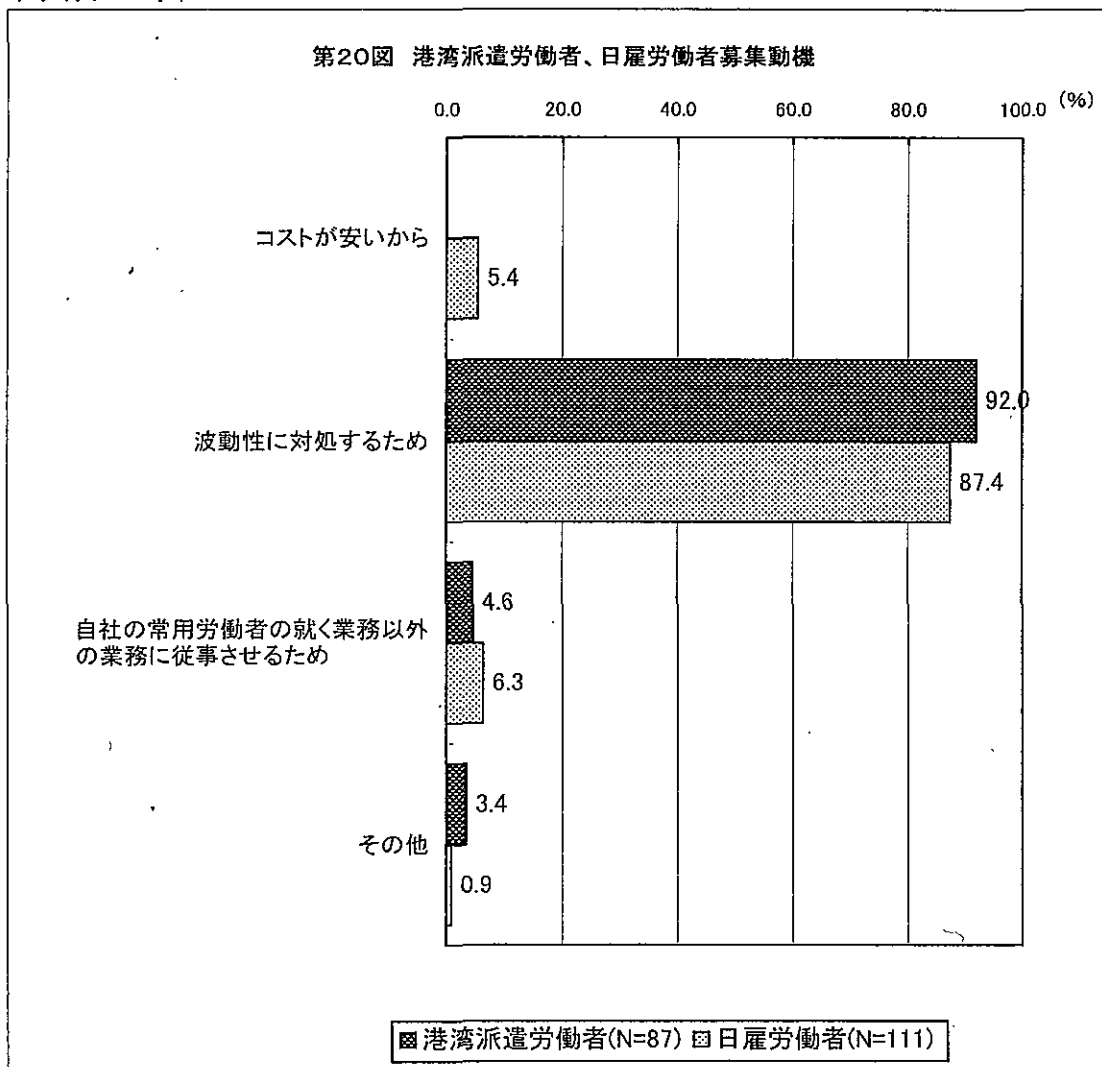 第20図 港湾派遣労働者、日雇労働者募集動機
0.0 20.0 40.0 60.0 80.0 100.0 (%)
コストが安いから
5.4
波動性に対処するため
92.0
87.4
自社の常用労働者の就く業務以外
の業務に従事させるため
4.6
6.3
その他
3.4
0.9
港湾派遣労働者(N=87) 日雇労働者(N=111)